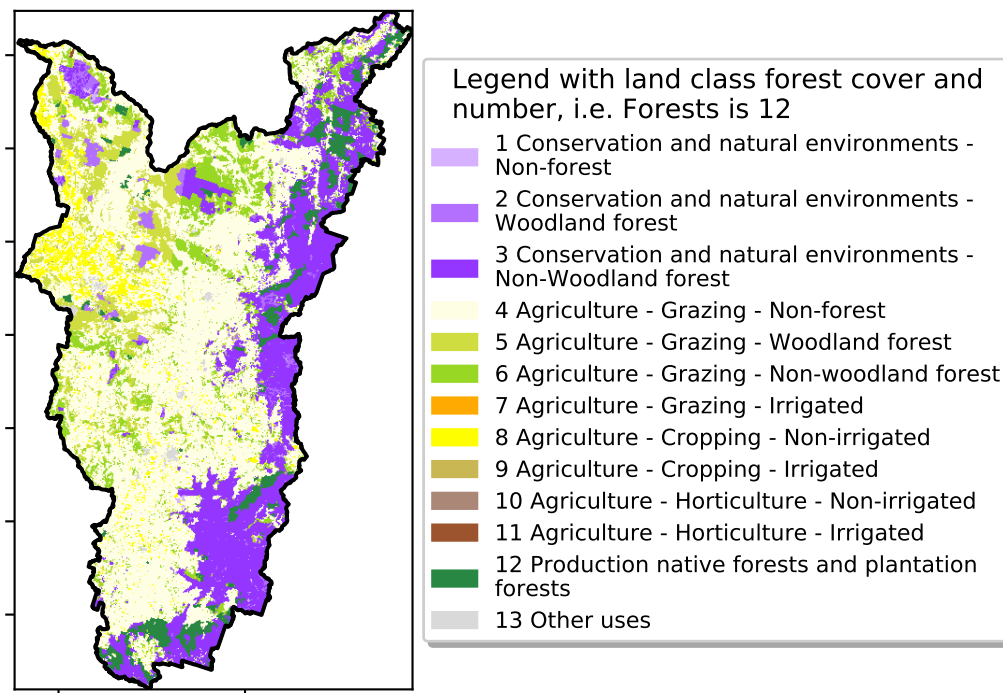 Legend with land class forest cover and
number, i.e. Forests is 12
1 Conservation and natural environments -
Non-forest
2 Conservation and natural environments -
Woodland forest
3 Conservation and natural environments -
Non-Woodland forest
4 Agriculture - Grazing - Non-forest
5 Agriculture - Grazing - Woodland forest
6 Agriculture - Grazing - Non-woodland forest
7 Agriculture - Grazing - Irrigated
8 Agriculture - Cropping - Non-irrigated
9 Agriculture - Cropping - Irrigated
10 Agriculture - Horticulture - Non-irrigated
11 Agriculture - Horticulture - Irrigated
12 Production native forests and plantation
forests
13 Other uses